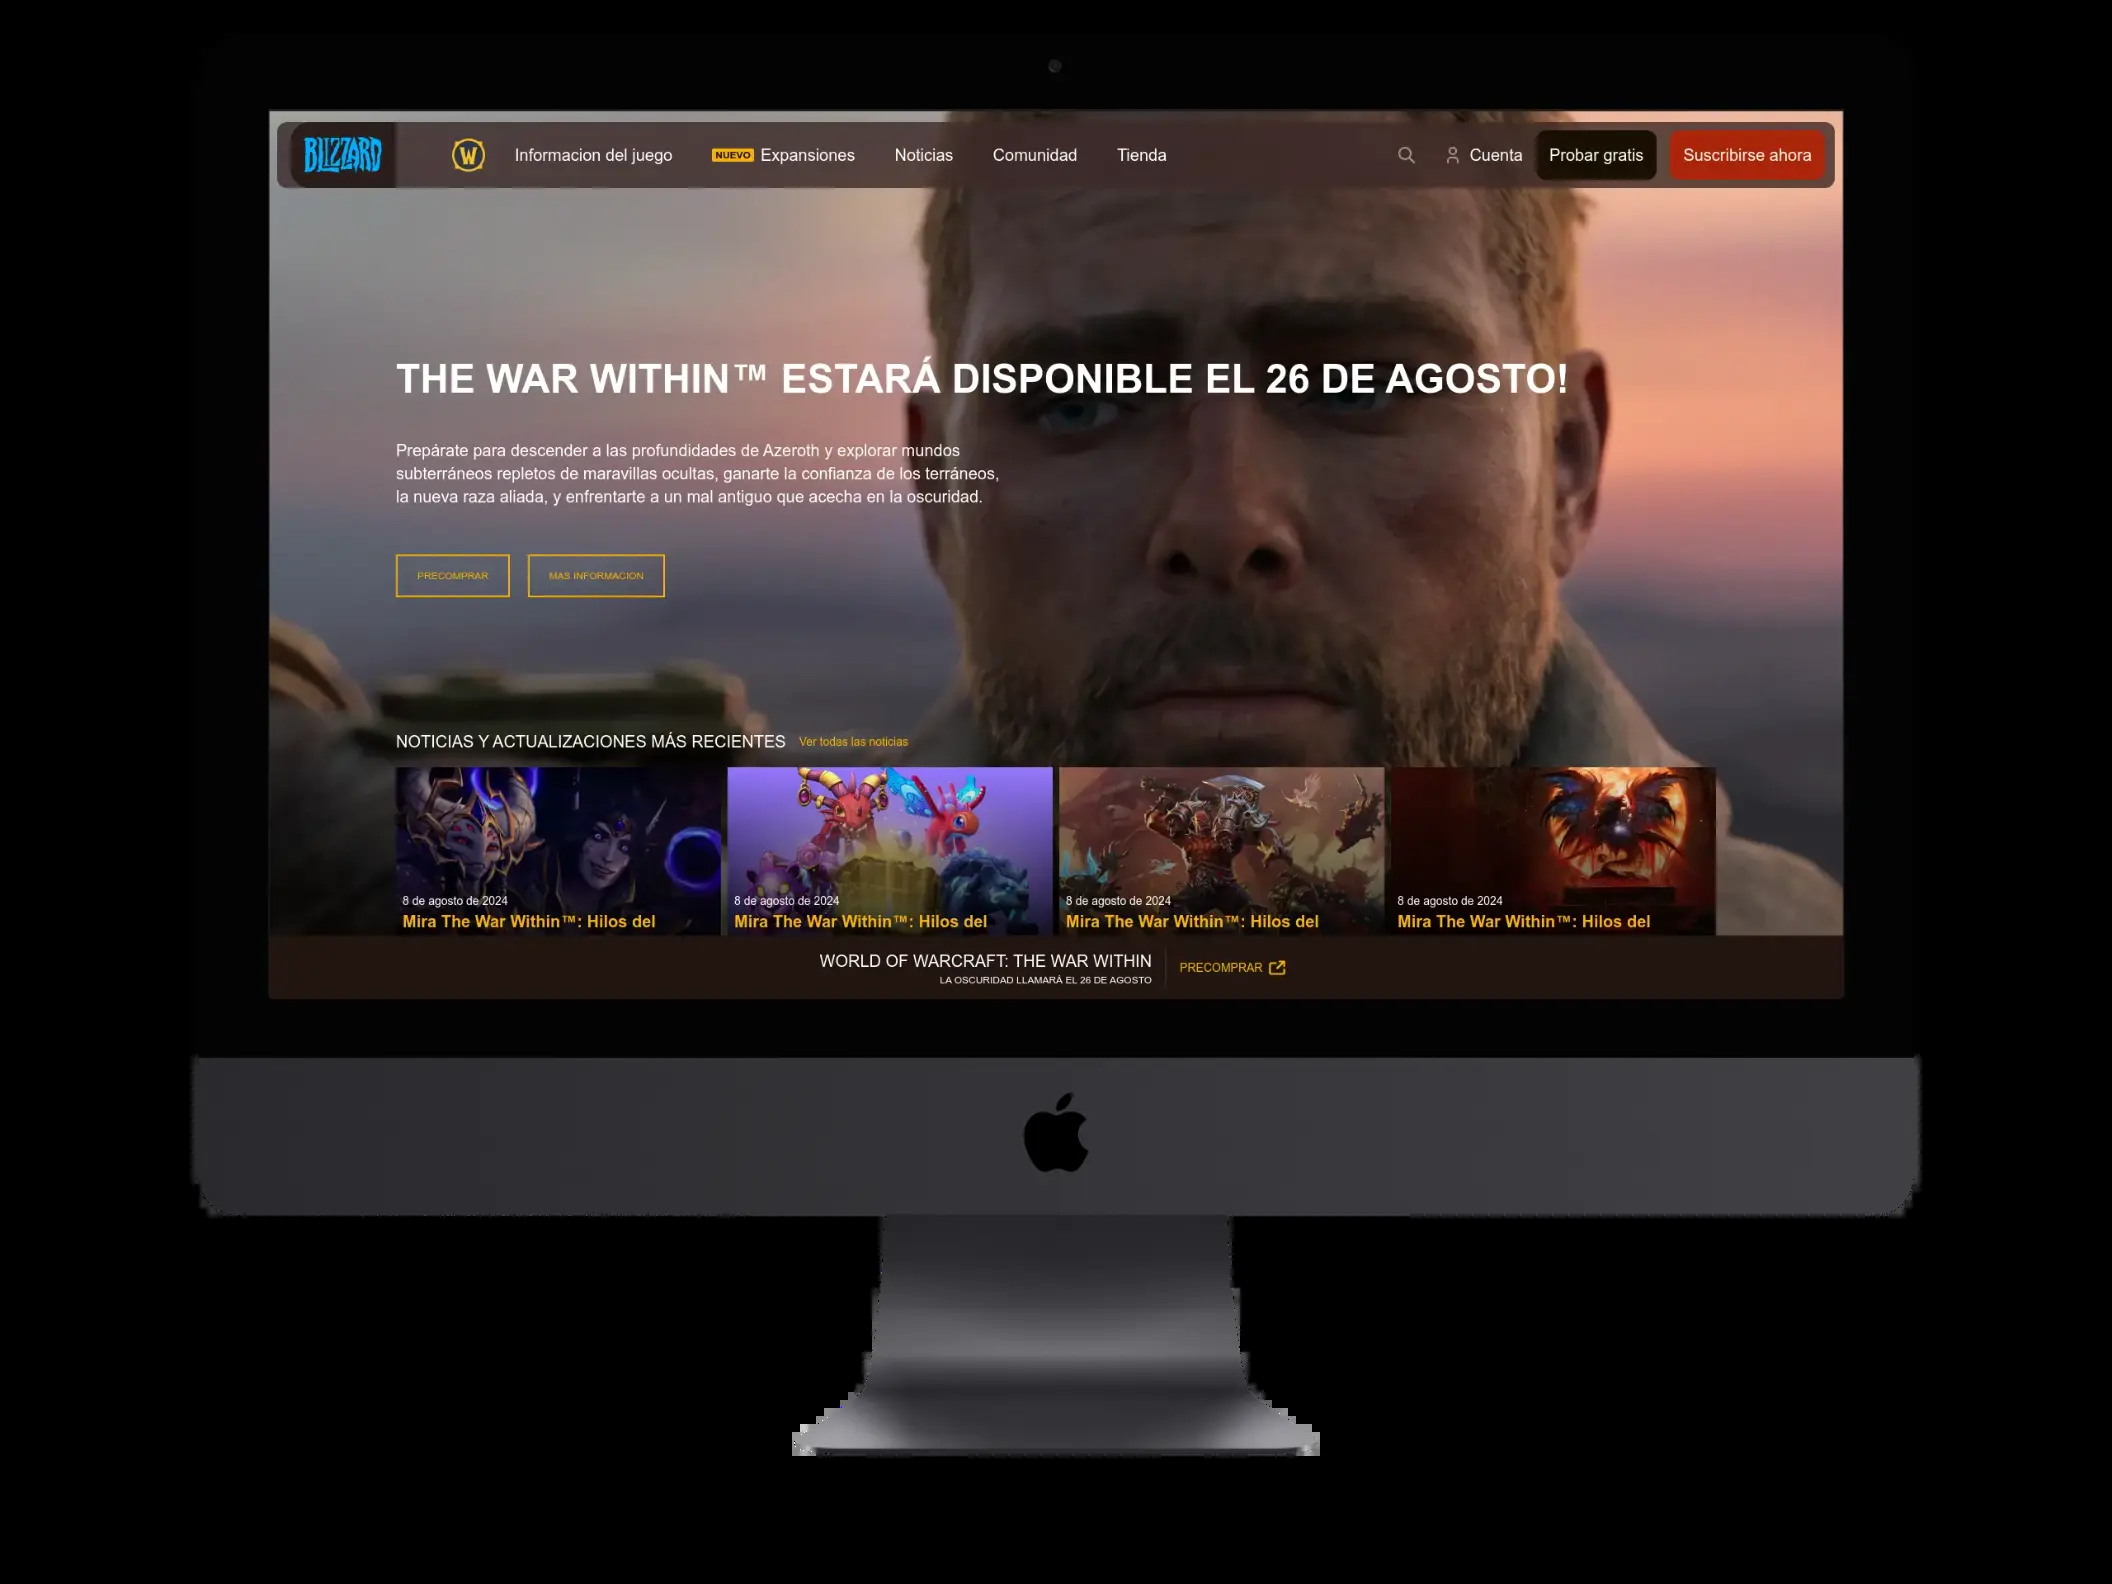 BLIZZARD
W
Informacion del juego
NUEVO Expansiones
Noticias
Comunidad
Tienda
Cuenta
Probar gratis
Suscribirse ahora
THE WAR WITHIN™ ESTARÁ DISPONIBLE EL 26 DE AGOSTO!
Prepárate para descender a las profundidades de Azeroth y explorar mundos
subterráneos repletos de maravillas ocultas, ganarte la confianza de los terráneos,
la nueva raza aliada, y enfrentarte a un mal antiguo que acecha en la oscuridad.
PRECOMPRAR
MAS INFORMACION
NOTICIAS Y ACTUALIZACIONES MÁS RECIENTES
Ver todas las noticias
8 de agosto de 2024
Mira The War Within™: Hilos del
8 de agosto de 2024
Mira The War Within™: Hilos del
8 de agosto de 2024
Mira The War Within™: Hilos del
8 de agosto de 2024
Mira The War Within™: Hilos del
WORLD OF WARCRAFT: THE WAR WITHIN
LA OSCURIDAD LLAMARÁ EL 26 DE AGOSTO
PRECOMPRAR